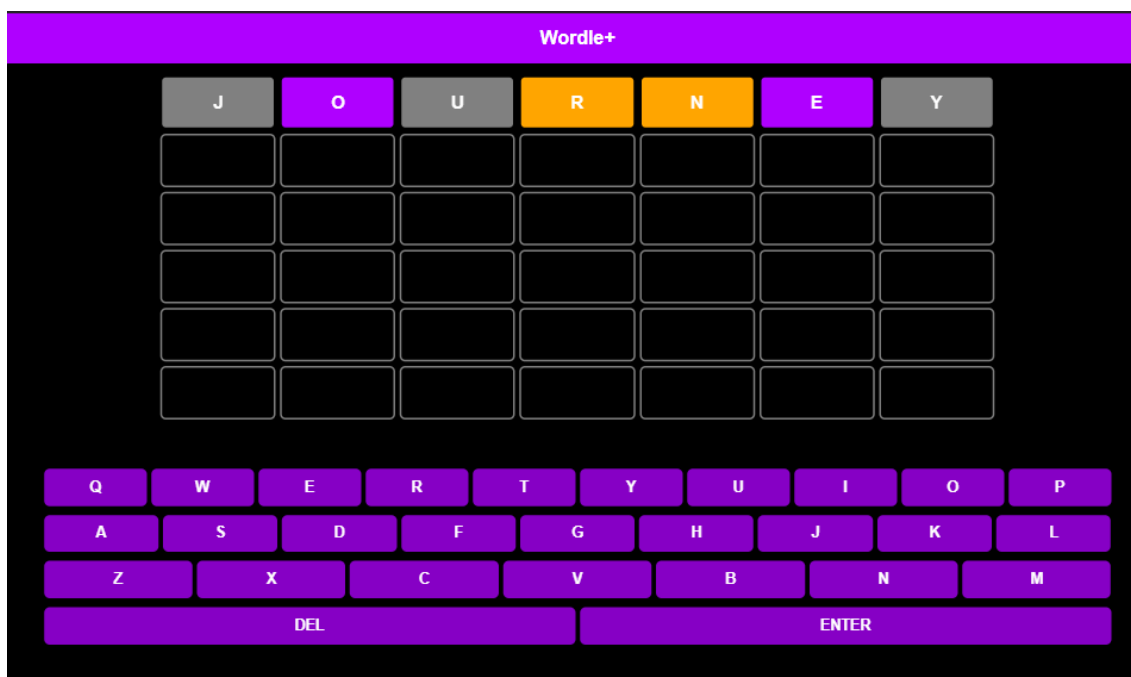 Wordle+
J O U R N E Y
Q W E R T Y U I O P
A S D F G H J K L
Z X C V B N M
DEL ENTER